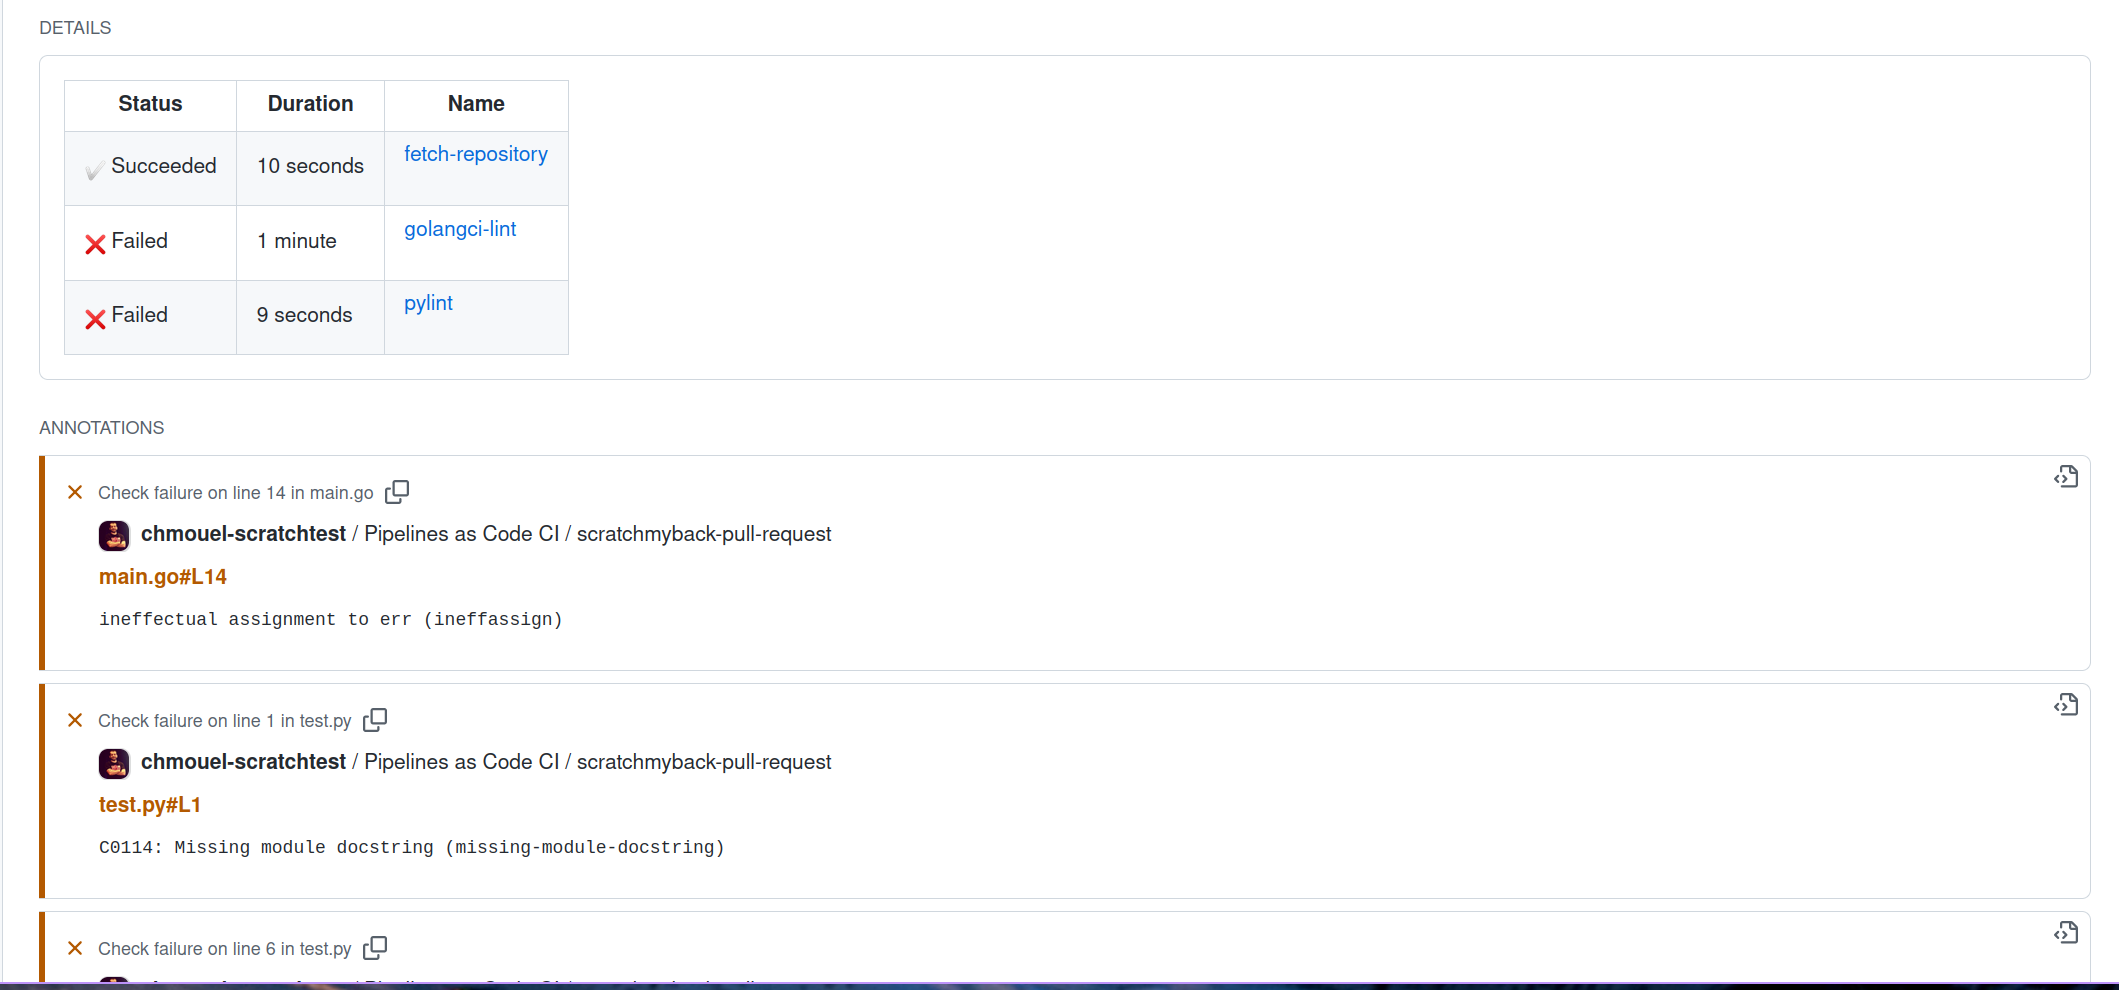 DETAILS
Status Duration Name
Succeeded 10 seconds fetch-repository
Failed 1 minute golangci-lint
Failed 9 seconds pylint
ANNOTATIONS
Check failure on line 14 in main.go
chmouel-scratchtest / Pipelines as Code CI / scratchmyback-pull-request
main.go#L14
ineffectual assignment to err (ineffassign)
Check failure on line 1 in test.py
chmouel-scratchtest / Pipelines as Code CI / scratchmyback-pull-request
test.py#L1
C0114: Missing module docstring (missing-module-docstring)
Check failure on line 6 in test.py